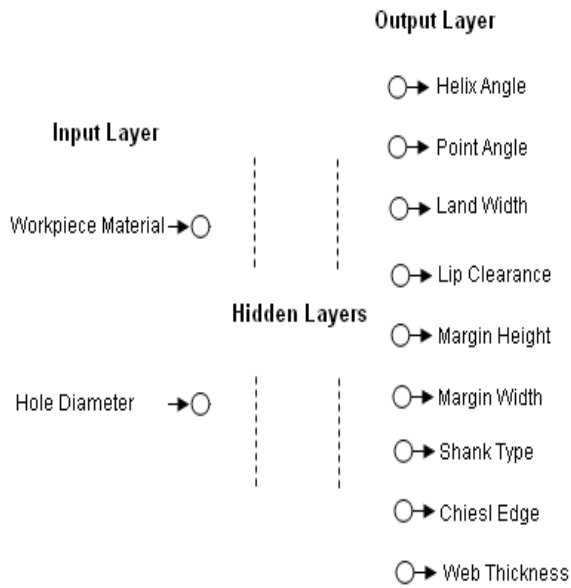 Output Layer
Helix Angle
Input Layer
Point Angle
Land Width
Workpiece Material
Lip Clearance
Hidden Layers
Margin Height
Hole Diameter
Margin Width
Shank Type
Chiesl Edge
Web Thickness